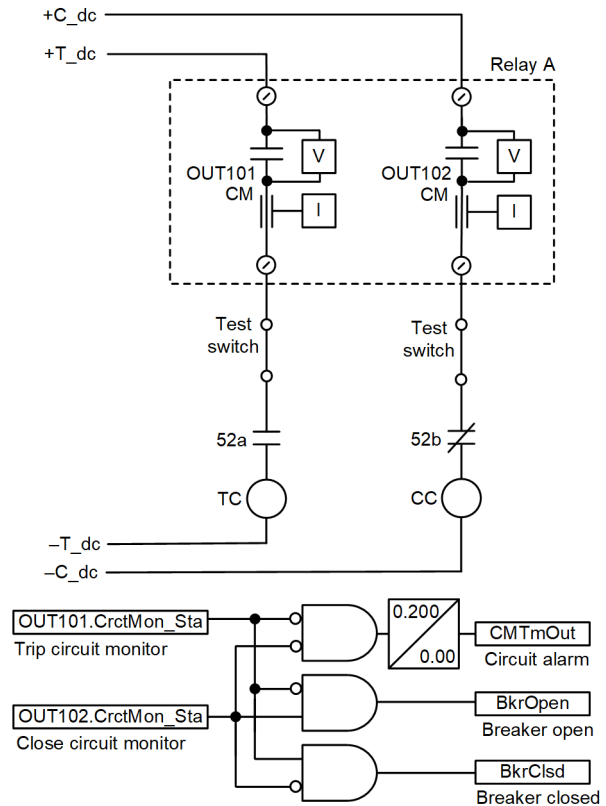 +C_dc
+T_dc
Relay A
V
V
OUT101
CM
OUT102
CM
I
I
Test
switch
Test
switch
52a
52b
TC
CC
–T_dc
–C_dc
OUT101.CrctMon_Sta
Trip circuit monitor
0.200
0.00
CMTmOut
Circuit alarm
OUT102.CrctMon_Sta
Close circuit monitor
BkrOpen
Breaker open
BkrClsd
Breaker closed